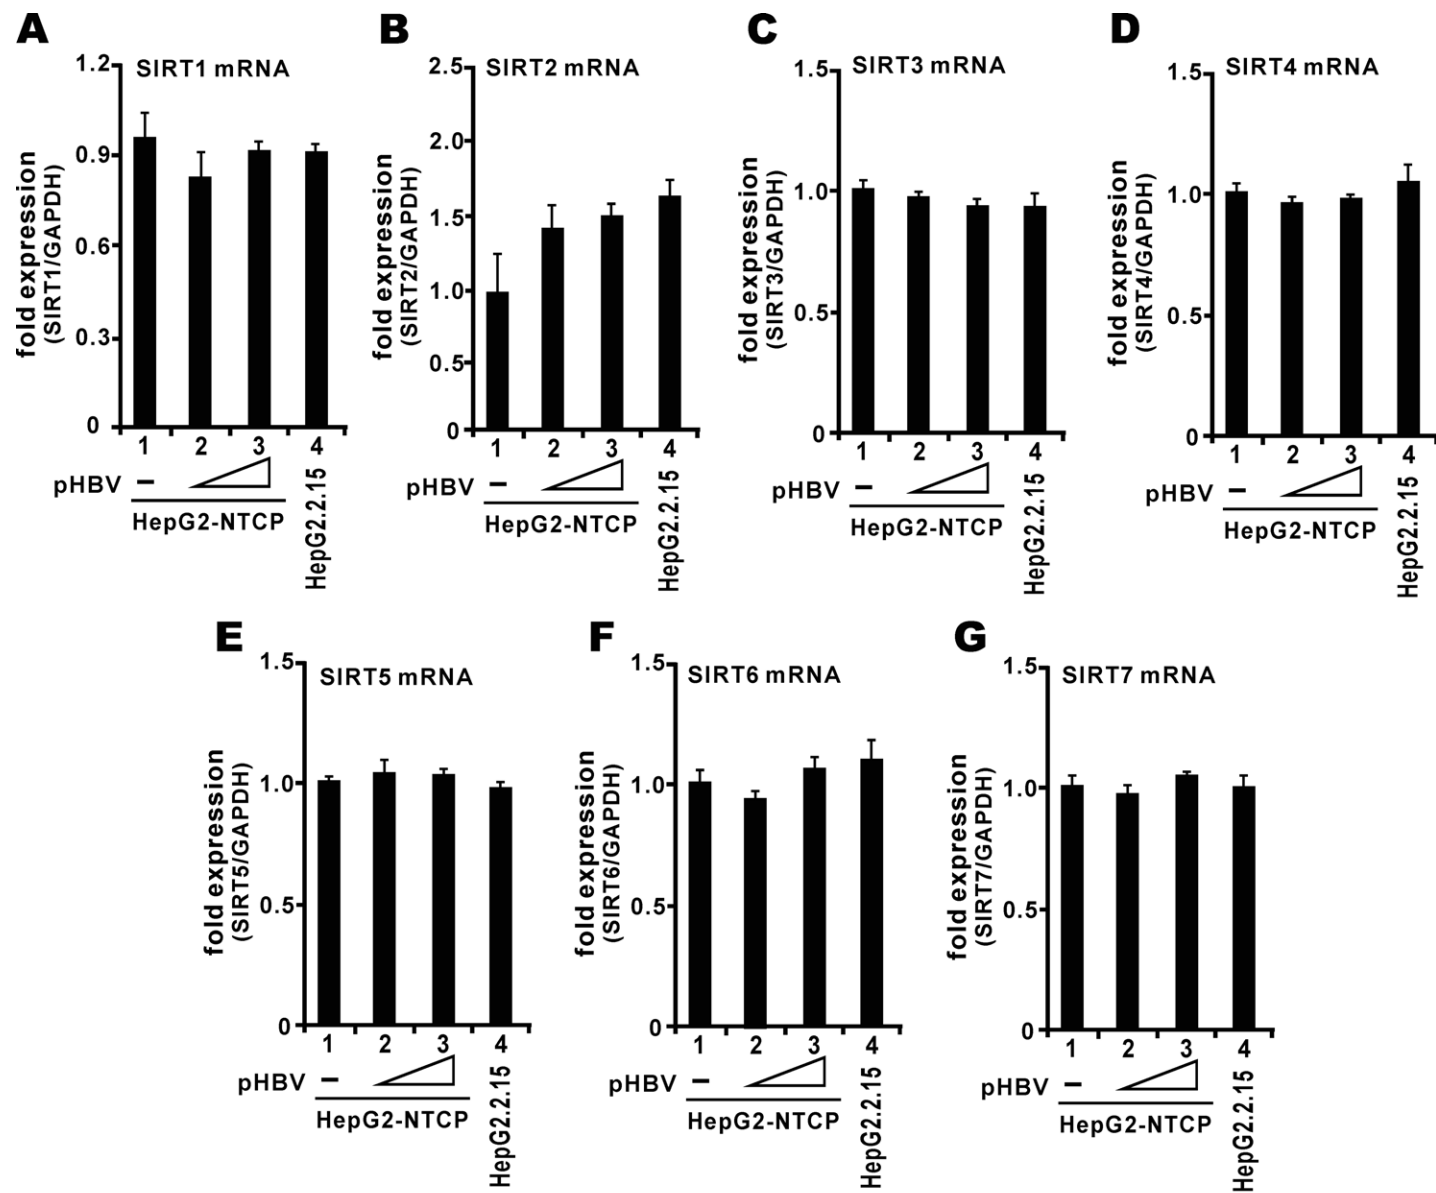 A
SIRT1 mRNA
fold expression
(SIRT1/GAPDH)
1.2
0.9
0.6
0.3
0
1 2 3 4
pHBV –
HepG2-NTCP
HepG2.2.15
B
SIRT2 mRNA
fold expression
(SIRT2/GAPDH)
2.5
2.0
1.5
1.0
0.5
0
1 2 3 4
pHBV –
HepG2-NTCP
HepG2.2.15
C
SIRT3 mRNA
fold expression
(SIRT3/GAPDH)
1.5
1.0
0.5
0
1 2 3 4
pHBV –
HepG2-NTCP
HepG2.2.15
D
SIRT4 mRNA
fold expression
(SIRT4/GAPDH)
1.5
1.0
0.5
0
1 2 3 4
pHBV –
HepG2-NTCP
HepG2.2.15
E
SIRT5 mRNA
fold expression
(SIRT5/GAPDH)
1.5
1.0
0.5
0
1 2 3 4
pHBV –
HepG2-NTCP
HepG2.2.15
F
SIRT6 mRNA
fold expression
(SIRT6/GAPDH)
1.5
1.0
0.5
0
1 2 3 4
pHBV –
HepG2-NTCP
HepG2.2.15
G
SIRT7 mRNA
fold expression
(SIRT7/GAPDH)
1.5
1.0
0.5
0
1 2 3 4
pHBV –
HepG2-NTCP
HepG2.2.15